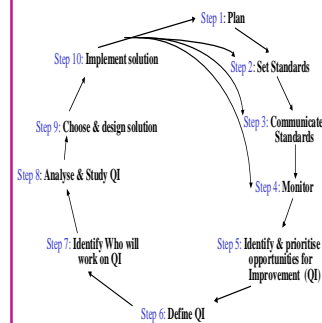 Step 1: Plan
Step 2: Set Standards
Step 3: Communicate
Standards
Step 4: Monitor
Step 5: Identify & prioritise
opportunities for
Improvement (QI)
Step 6: Define QI
Step 7: Identify Who will
work on QI
Step 8: Analyse & Study QI
Step 9: Choose & design solution
Step 10: Implement solution